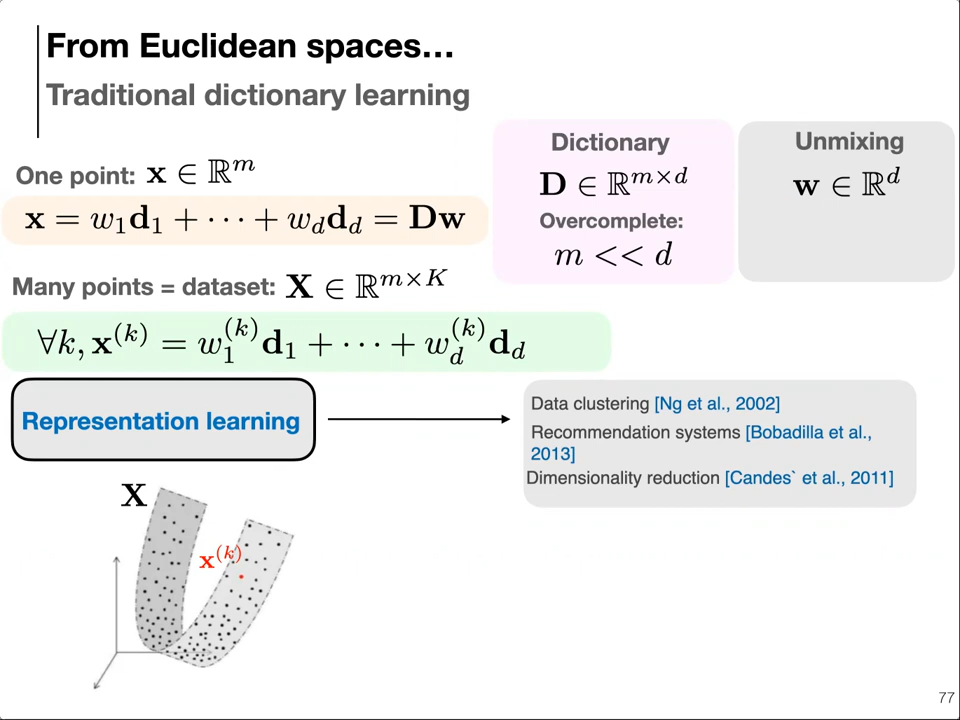 From Euclidean spaces…
Traditional dictionary learning
One point: x ∈ ℝᵐ
x = w₁d₁ + ··· + w_d d_d = Dw
Dictionary
D ∈ ℝ^{m×d}
Overcomplete:
m << d
Unmixing
w ∈ ℝᵈ
Many points = dataset: X ∈ ℝ^{m×K}
∀k, x^{(k)} = w₁^{(k)} d₁ + ··· + w_d^{(k)} d_d
Representation learning
Data clustering [Ng et al., 2002]
Recommendation systems [Bobadilla et al.,
2013]
Dimensionality reduction [Candes` et al., 2011]
X
x^{(k)}
77